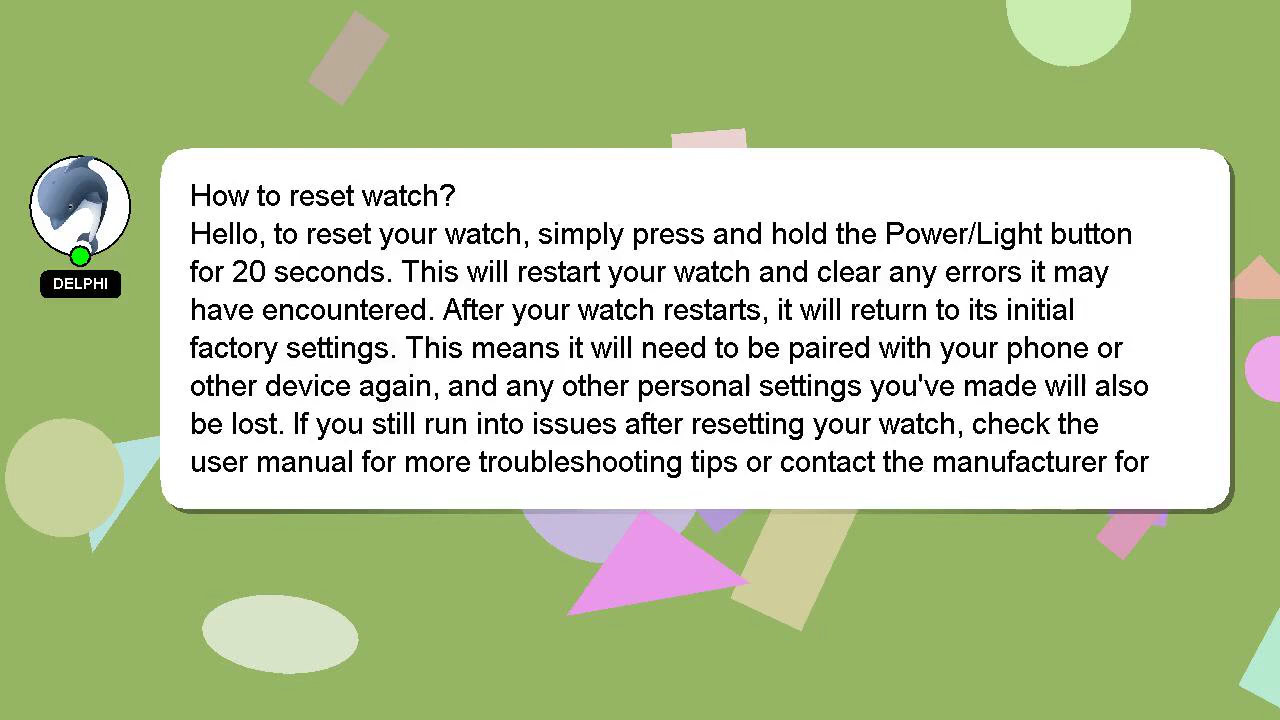 How to reset watch?
Hello, to reset your watch, simply press and hold the Power/Light button
for 20 seconds. This will restart your watch and clear any errors it may
have encountered. After your watch restarts, it will return to its initial
factory settings. This means it will need to be paired with your phone or
other device again, and any other personal settings you've made will also
be lost. If you still run into issues after resetting your watch, check the
user manual for more troubleshooting tips or contact the manufacturer for
DELPHI